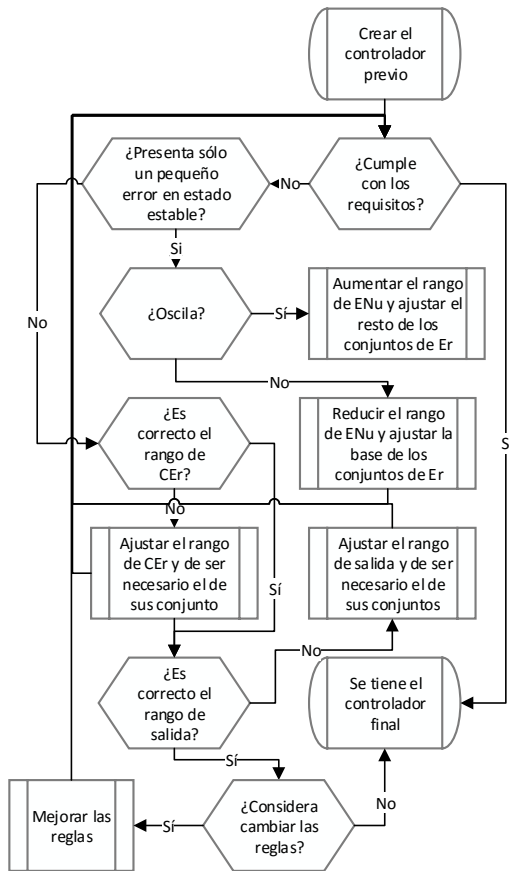 Crear el
controlador
previo
¿Cumple
con los
requisitos?
No
¿Presenta sólo
un pequeño
error en estado
estable?
Si
No
¿Oscila?
Sí
Aumentar el rango
de ENu y ajustar el
resto de los
conjuntos de Er
No
Reducir el rango
de ENu y ajustar la
base de los
conjuntos de Er
S
¿Es
correcto el
rango de
CEr?
No
Sí
Ajustar el rango
de CEr y de ser
necesario el de
sus conjunto
Ajustar el rango
de salida y de ser
necesario el de
sus conjuntos
No
¿Es
correcto el
rango de
salida?
Se tiene el
controlador
final
Sí
No
¿Considera
cambiar las
reglas?
Sí
Mejorar las
reglas